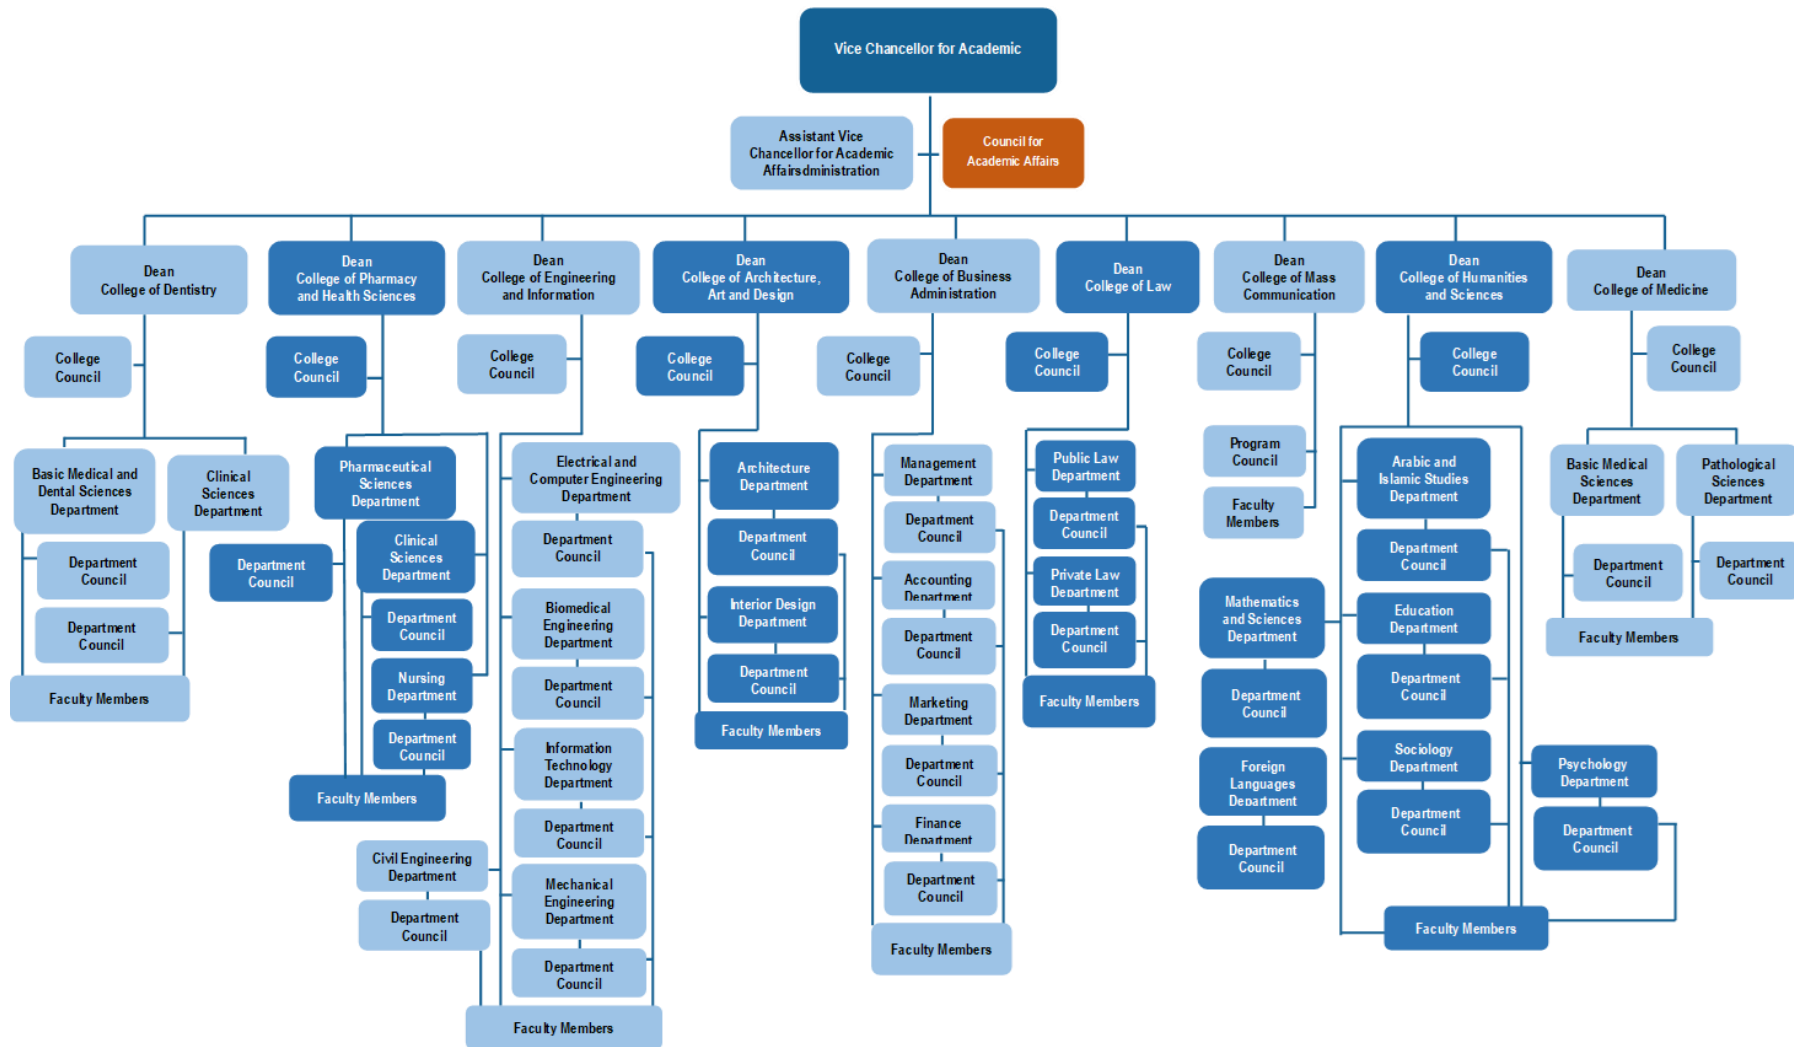 Vice Chancellor for Academic
Assistant Vice
Chancellor for Academic
Affairsdministration
Council for
Academic Affairs
Dean
College of Dentistry
Dean
College of Pharmacy
and Health Sciences
Dean
College of Engineering
and Information
Dean
College of Architecture,
Art and Design
Dean
College of Business
Administration
Dean
College of Law
Dean
College of Mass
Communication
Dean
College of Humanities
and Sciences
Dean
College of Medicine
College
Council
College
Council
College
Council
College
Council
College
Council
College
Council
College
Council
College
Council
College
Council
Basic Medical and
Dental Sciences
Department
Clinical
Sciences
Department
Department
Council
Department
Council
Faculty Members
Pharmaceutical
Sciences
Department
Department
Council
Clinical
Sciences
Department
Department
Council
Nursing
Department
Department
Council
Faculty Members
Electrical and
Computer Engineering
Department
Department
Council
Biomedical
Engineering
Department
Department
Council
Information
Technology
Department
Department
Council
Civil Engineering
Department
Department
Council
Mechanical
Engineering
Department
Department
Council
Faculty Members
Architecture
Department
Department
Council
Interior Design
Department
Department
Council
Faculty Members
Management
Department
Department
Council
Accounting
Department
Department
Council
Marketing
Department
Department
Council
Finance
Department
Department
Council
Faculty Members
Public Law
Department
Department
Council
Private Law
Department
Department
Council
Faculty Members
Program
Council
Faculty
Members
Arabic and
Islamic Studies
Department
Department
Council
Mathematics
and Sciences
Department
Department
Council
Education
Department
Department
Council
Foreign
Languages
Department
Department
Council
Sociology
Department
Department
Council
Psychology
Department
Department
Council
Faculty Members
Basic Medical
Sciences
Department
Pathological
Sciences
Department
Department
Council
Department
Council
Faculty Members